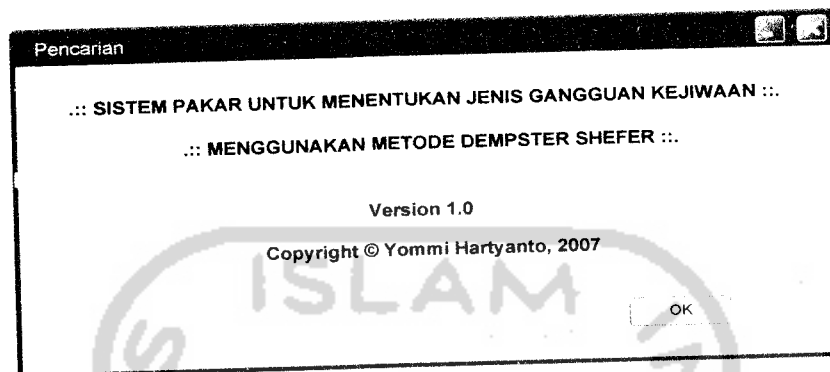 Pencarian
.:: SISTEM PAKAR UNTUK MENENTUKAN JENIS GANGGUAN KEJIWAAN ::.
.:: MENGGUNAKAN METODE DEMPSTER SHEFER ::.
Version 1.0
Copyright © Yommi Hartyanto, 2007
ISLAM
OK